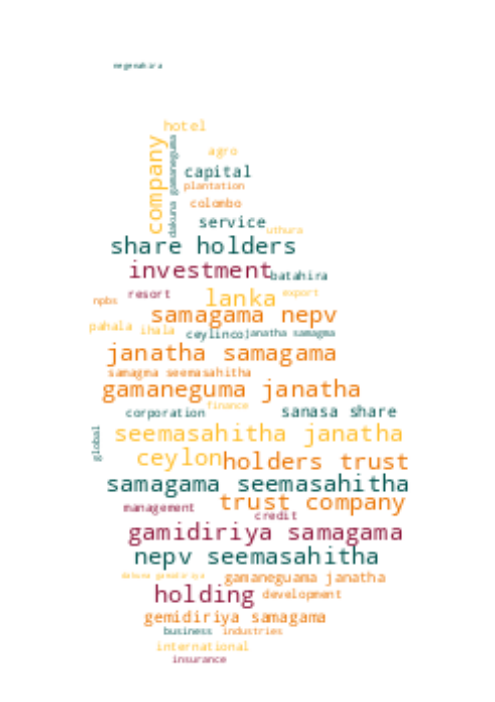 negenahira
hotel
company
dakuna gamaneguma
agro
capital
plantation
colombo
service
uthura
share holders
investment
batahira
resort
lanka
export
npbs
samagama nepv
pahala
ihala
ceylinco
janatha samagma
janatha samagama
samagma seemasahitha
gamaneguma janatha
finance
corporation
sanasa share
global
seemasahitha janatha
ceylon
holders trust
samagama seemasahitha
management
trust company
credit
gamidiriya samagama
nepv seemasahitha
dakuna gamidiriya
gamaneguama janatha
holding
development
gemidiriya samagama
business
industries
international
insurance